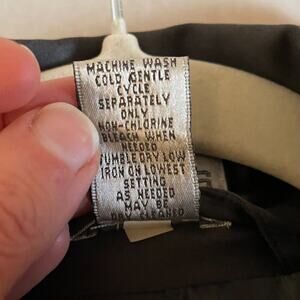 MACHINE WASH
COLD GENTLE
CYCLE
SEPARATELY
ONLY
NON-CHLORINE
BLEACH WHEN
NEEDED
TUMBLE DRY LOW
IRON ON LOWEST
SETTING
AS NEEDED
MAY BE
DRY CLEANED